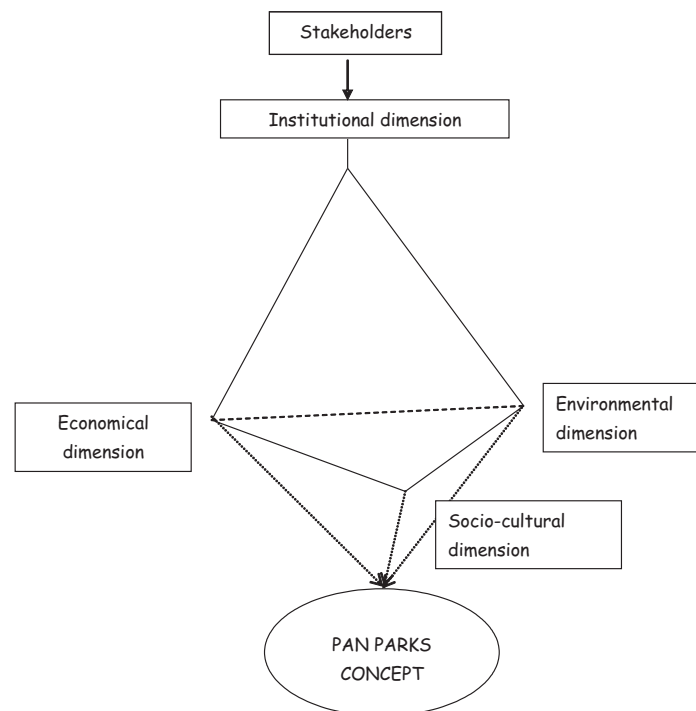 Stakeholders
Institutional dimension
Economical
dimension
Environmental
dimension
Socio-cultural
dimension
PAN PARKS
CONCEPT